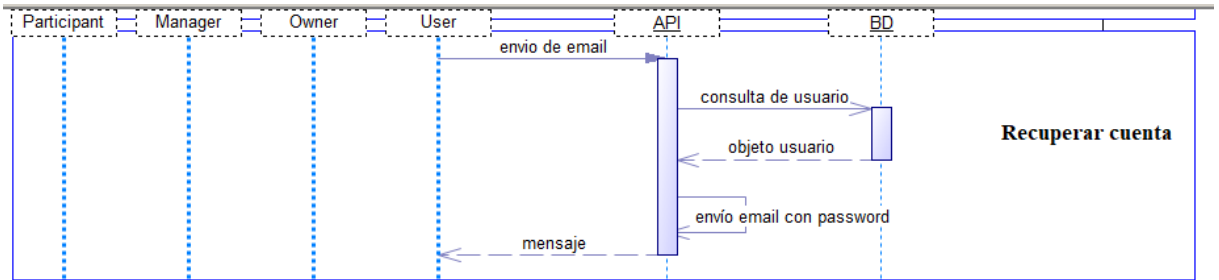 Participant Manager Owner User API BD
envio de email
consulta de usuario
Recuperar cuenta
objeto usuario
envío email con password
mensaje